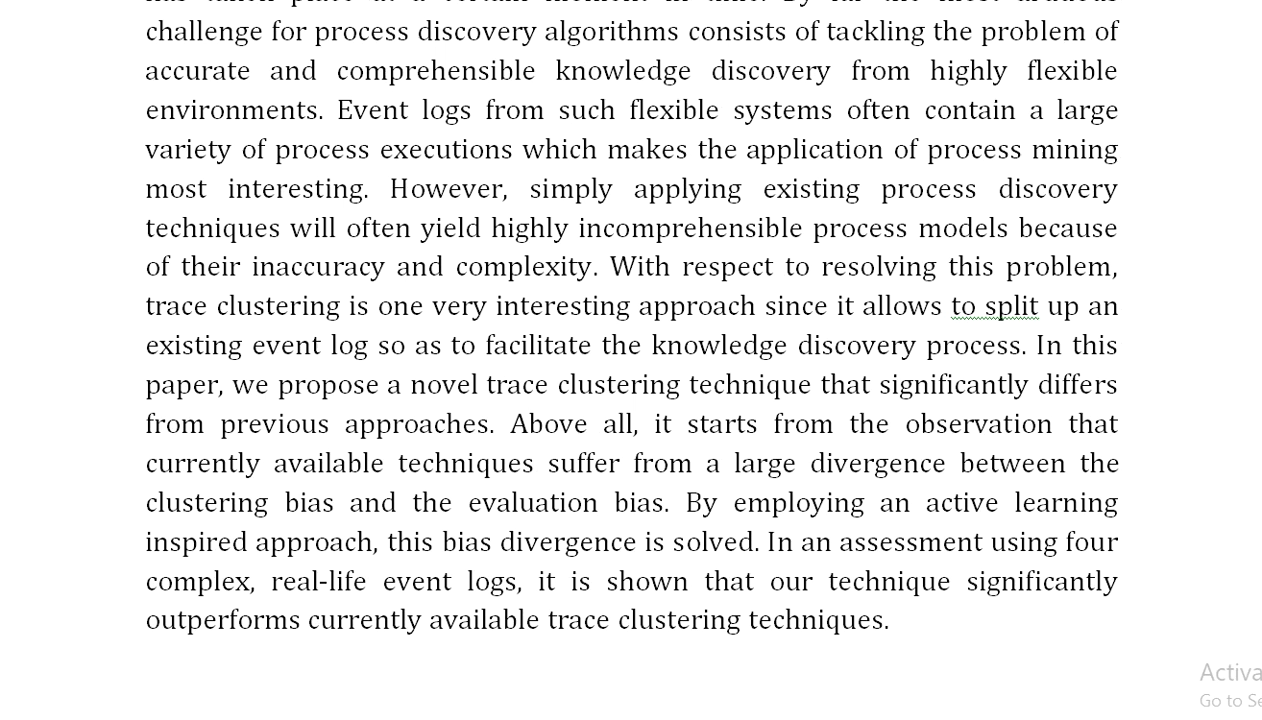 challenge for process discovery algorithms consists of tackling the problem of
accurate and comprehensible knowledge discovery from highly flexible
environments. Event logs from such flexible systems often contain a large
variety of process executions which makes the application of process mining
most interesting. However, simply applying existing process discovery
techniques will often yield highly incomprehensible process models because
of their inaccuracy and complexity. With respect to resolving this problem,
trace clustering is one very interesting approach since it allows to split up an
existing event log so as to facilitate the knowledge discovery process. In this
paper, we propose a novel trace clustering technique that significantly differs
from previous approaches. Above all, it starts from the observation that
currently available techniques suffer from a large divergence between the
clustering bias and the evaluation bias. By employing an active learning
inspired approach, this bias divergence is solved. In an assessment using four
complex, real-life event logs, it is shown that our technique significantly
outperforms currently available trace clustering techniques.
Activa
Go to Se